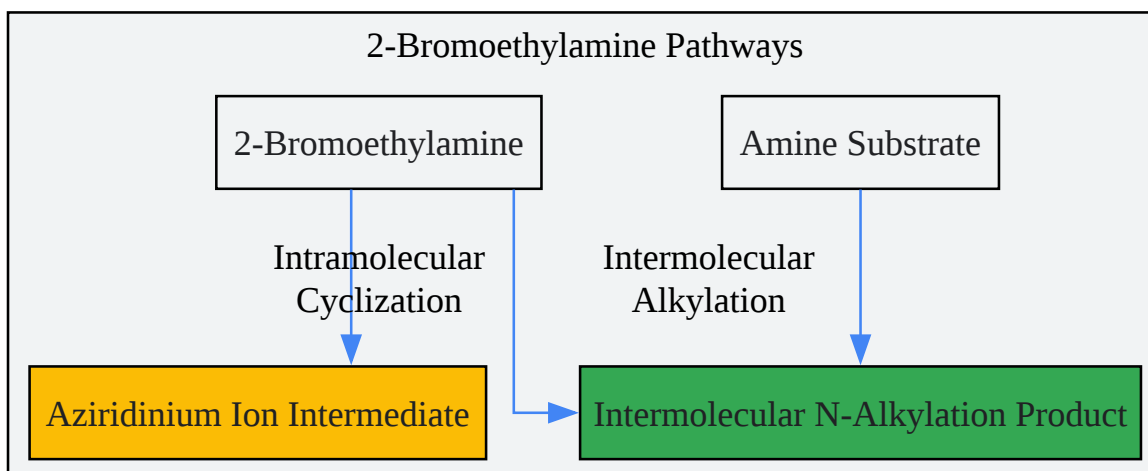 2-Bromoethylamine Pathways
2-Bromoethylamine
Amine Substrate
Intramolecular
Cyclization
Intermolecular
Alkylation
Aziridinium Ion Intermediate
Intermolecular N-Alkylation Product